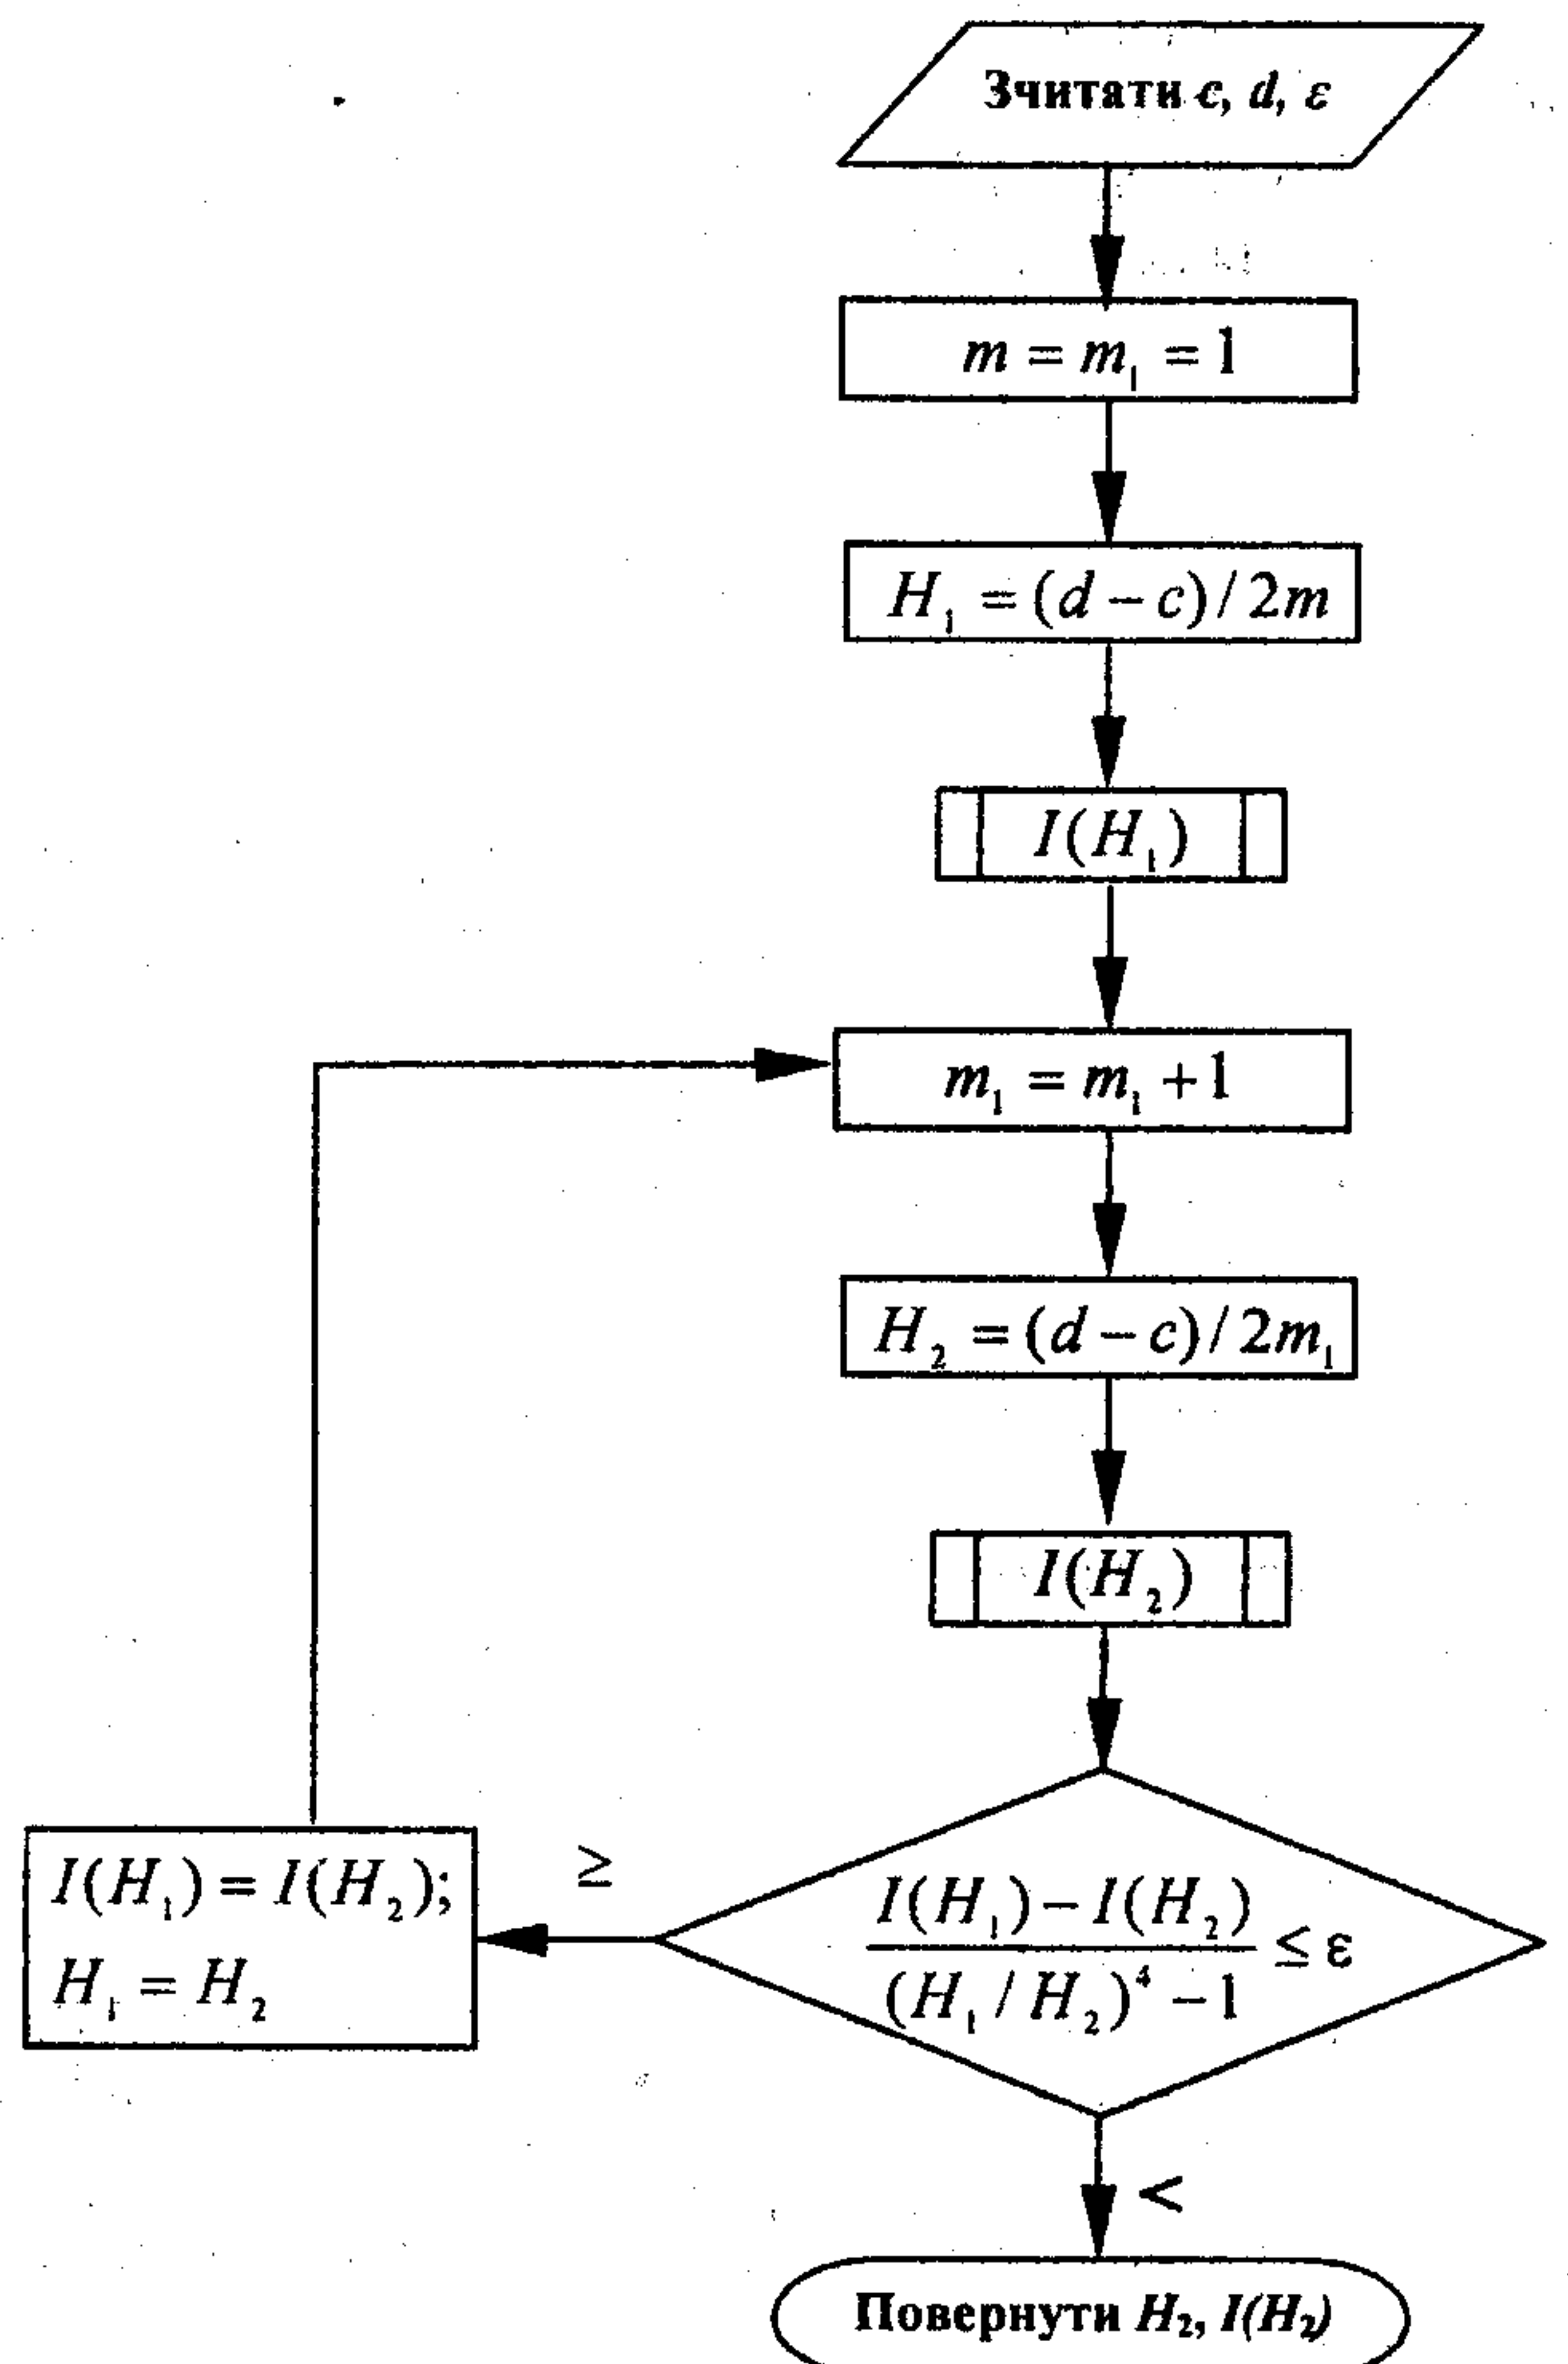 Зчитати c, d, ε
m = m₁ = 1
H₁ = (d − c) / 2m
I(H₁)
m₁ = m₁ + 1
H₂ = (d − c) / 2m₁
I(H₂)
I(H₁) − I(H₂)
(H₁ / H₂)⁴ − 1
≤ ε
≥
I(H₁) = I(H₂);
H₁ = H₂
<
Повернути H₂, I(H₂)